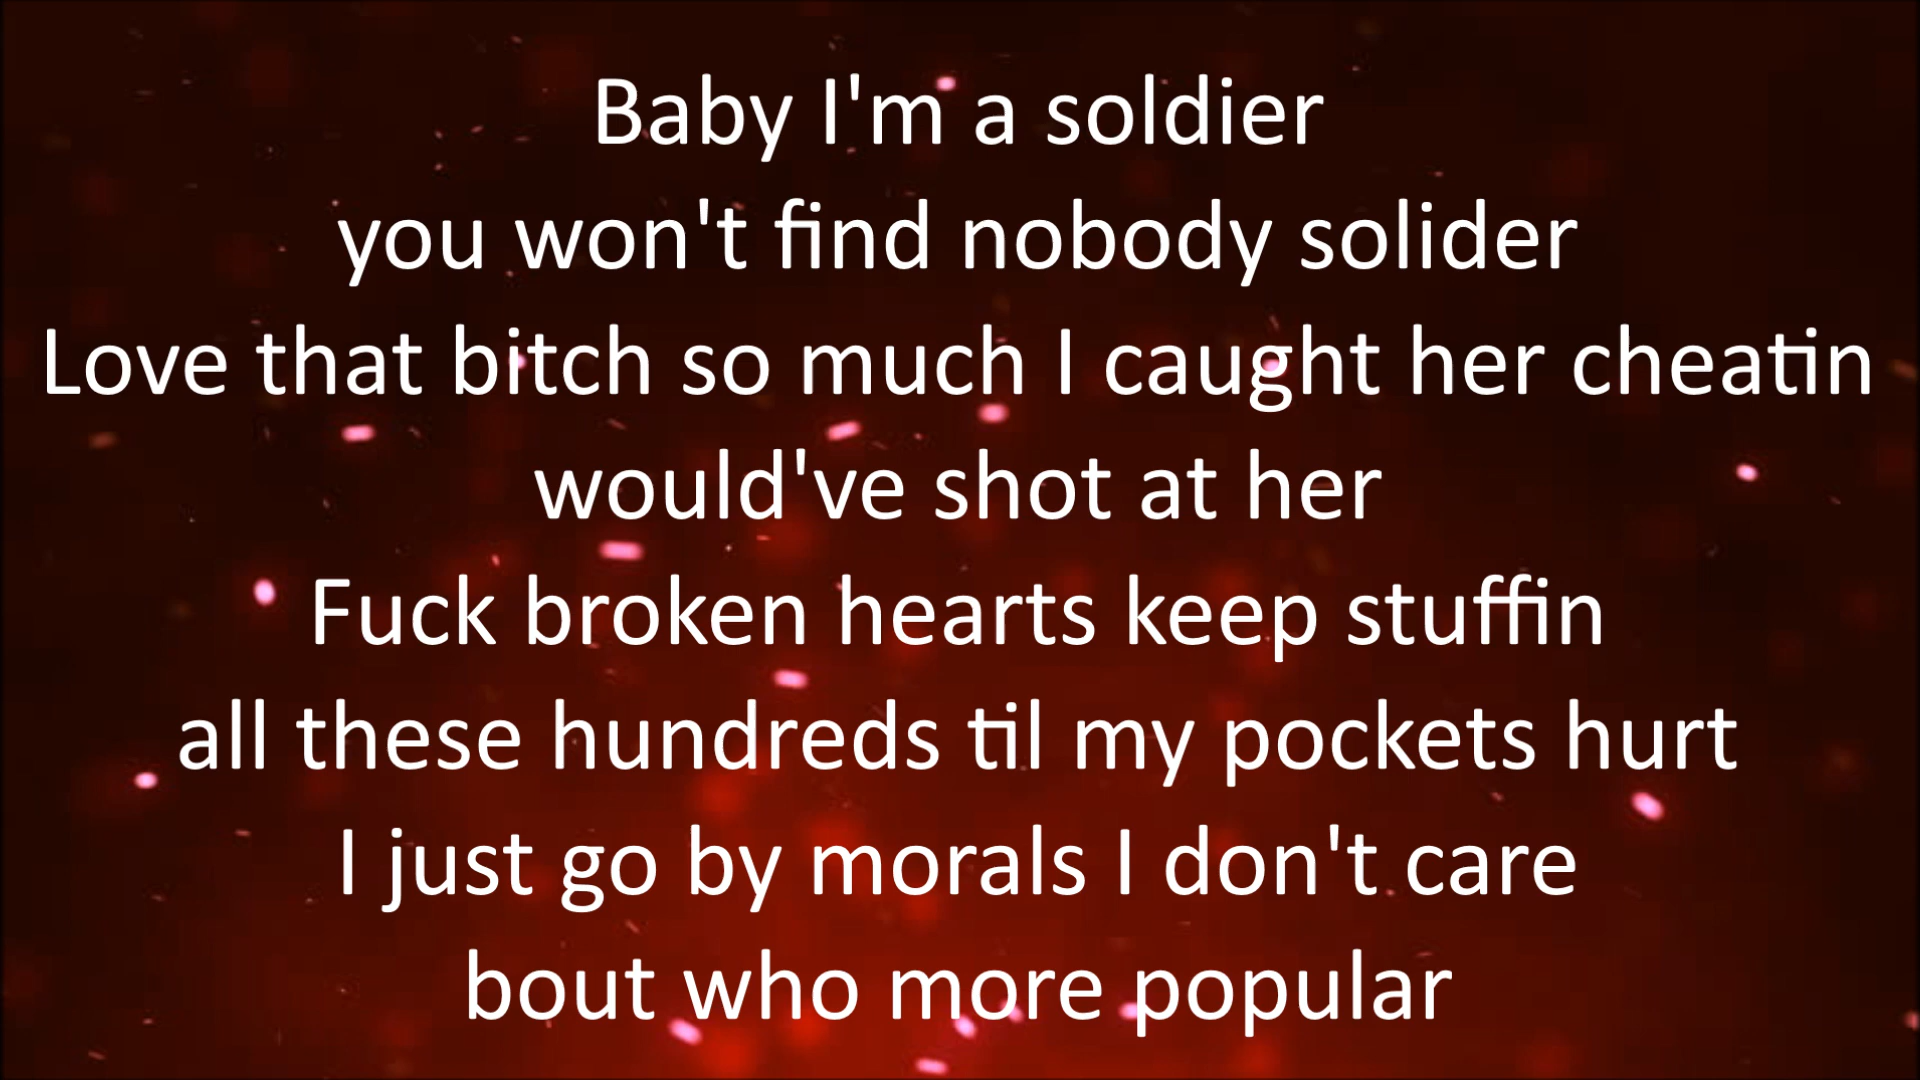 Baby I'm a soldier
you won't find nobody solider
Love that bitch so much I caught her cheatin
would've shot at her
Fuck broken hearts keep stuffin
all these hundreds til my pockets hurt
I just go by morals I don't care
bout who more popular